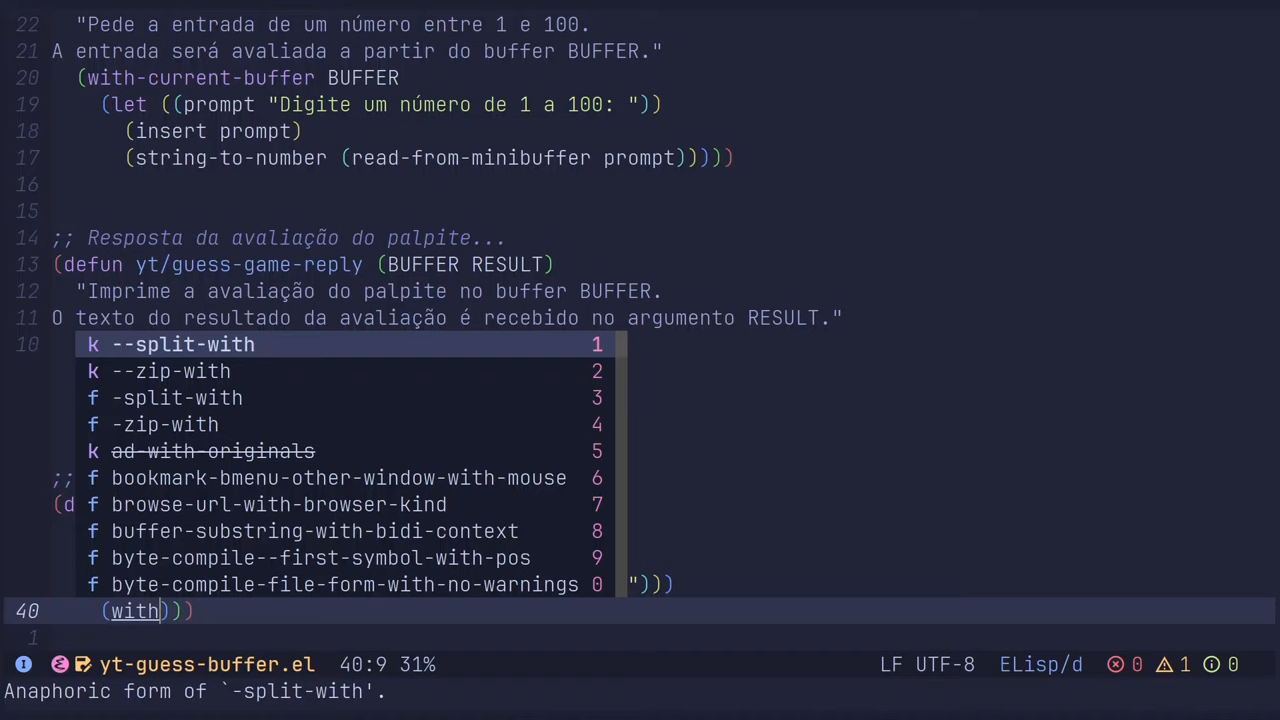 22 "Pede a entrada de um número entre 1 e 100.
21 A entrada será avaliada a partir do buffer BUFFER."
20 (with-current-buffer BUFFER
19 (let ((prompt "Digite um número de 1 a 100: "))
18 (insert prompt)
17 (string-to-number (read-from-minibuffer prompt)))))
16
15
14 ;; Resposta da avaliação do palpite...
13 (defun yt/guess-game-reply (BUFFER RESULT)
12 "Imprime a avaliação do palpite no buffer BUFFER.
11 O texto do resultado da avaliação é recebido no argumento RESULT."
10 k --split-with 1
k --zip-with 2
f -split-with 3
f -zip-with 4
k ad-with-originals 5
;; f bookmark-bmenu-other-window-with-mouse 6
(d f browse-url-with-browser-kind 7
f buffer-substring-with-bidi-context 8
f byte-compile--first-symbol-with-pos 9
f byte-compile-file-form-with-no-warnings 0 ")))
40 (with)))
1
I yt-guess-buffer.el 40:9 31% LF UTF-8 ELisp/d 0 1 0
Anaphoric form of `-split-with'.